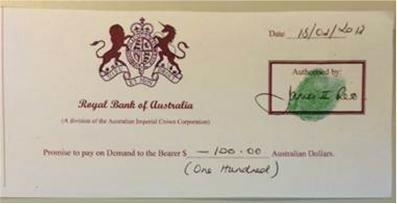 Date 15/04/2012
Authorised by:
Royal Bank of Australia
(A division of the Australian Imperial Crown Corporation)
Promise to pay on Demand to the Bearer $ —100.00 Australian Dollars.
(One Hundred)